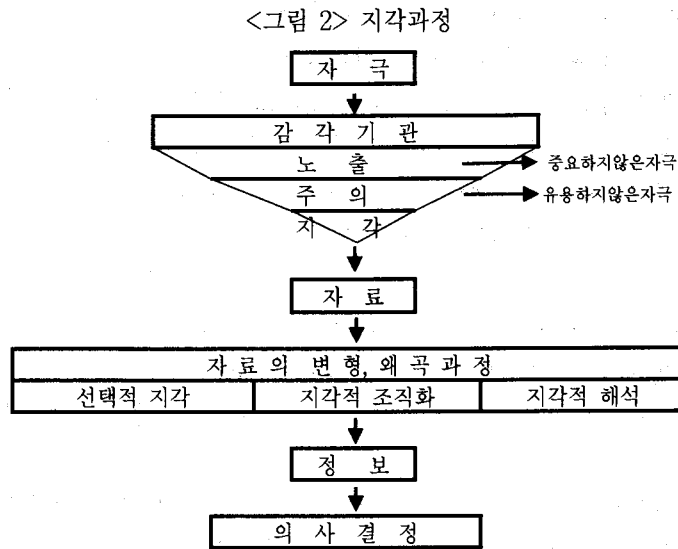 <그림 2> 지각과정
자 극
감 각 기 관
노 출
중요하지않은자극
주 의
유용하지않은자극
지 각
자 료
자 료 의 변 형, 왜 곡 과 정
선택적 지각
지각적 조직화
지각적 해석
정 보
의 사 결 정